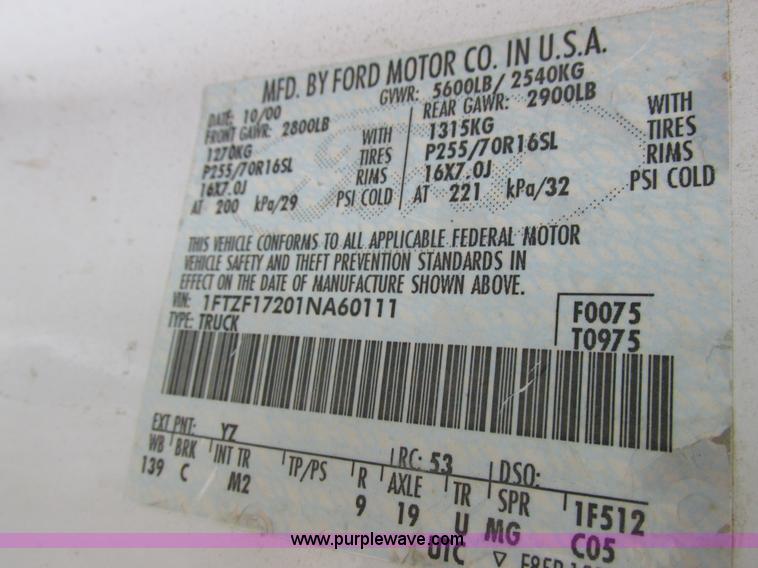 MFD. BY FORD MOTOR CO. IN U.S.A.
DATE: 10/00 GVWR: 5600LB/ 2540KG
FRONT GAWR: 2800LB REAR GAWR: 2900LB
1270KG WITH 1315KG WITH
P255/70R16SL TIRES P255/70R16SL TIRES
16X7.0J RIMS 16X7.0J RIMS
AT 200 kPa/29 PSI COLD AT 221 kPa/32 PSI COLD
THIS VEHICLE CONFORMS TO ALL APPLICABLE FEDERAL MOTOR
VEHICLE SAFETY AND THEFT PREVENTION STANDARDS IN
EFFECT ON THE DATE OF MANUFACTURE SHOWN ABOVE.
VIN: 1FTZF17201NA60111 F0075
TYPE: TRUCK T0975
EXT PNT: YZ RC: 53 DSO:
WB BRK INT TR TP/PS R AXLE TR SPR 1F512
139 C M2 9 19 U MG C05
www.purplewave.com
UTC